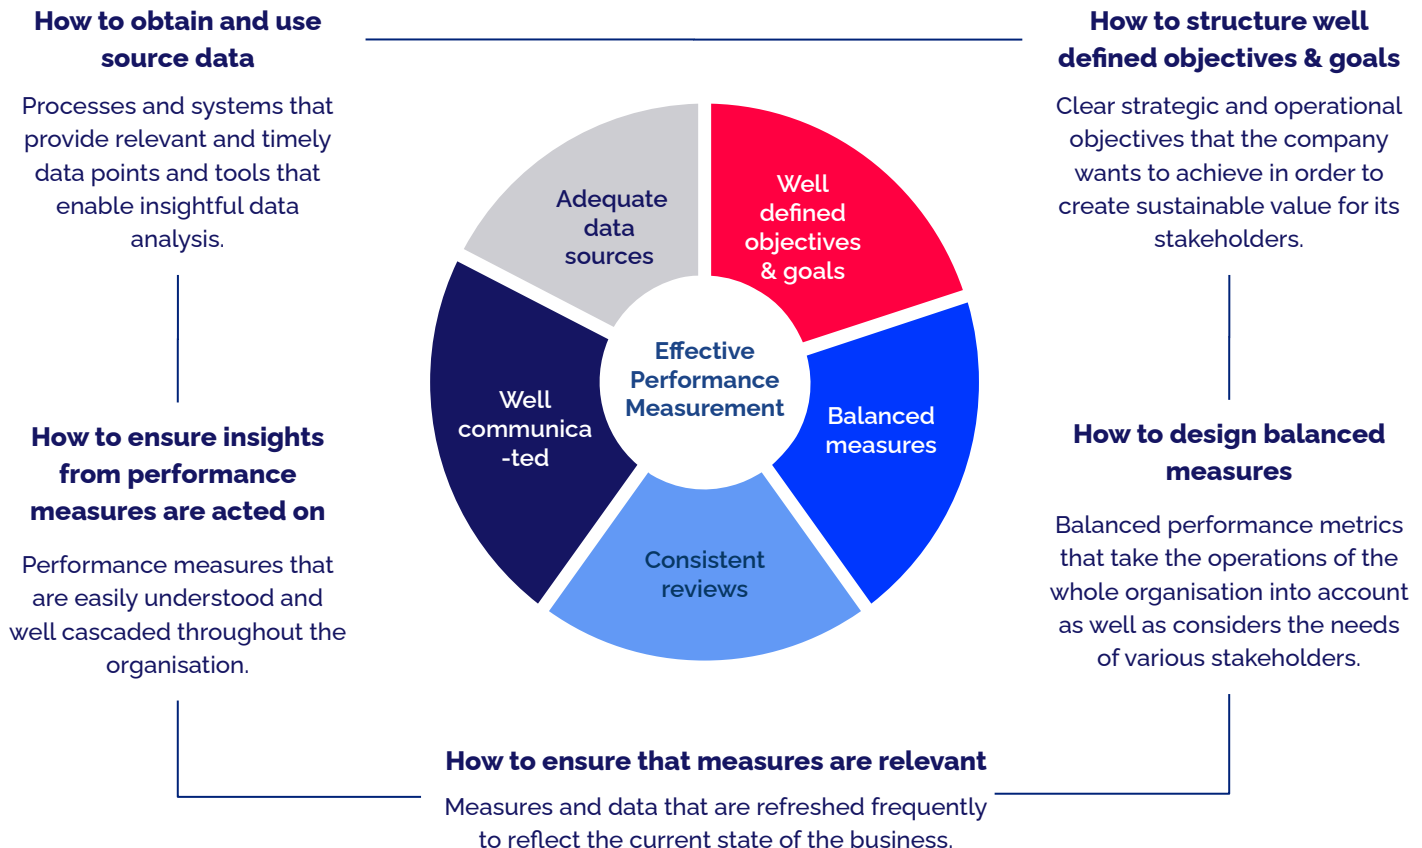 How to obtain and use
source data
Processes and systems that
provide relevant and timely
data points and tools that
enable insightful data
analysis.
How to structure well
defined objectives & goals
Clear strategic and operational
objectives that the company
wants to achieve in order to
create sustainable value for its
stakeholders.
Adequate
data
sources
Well
defined
objectives
& goals
Effective
Performance
Measurement
Well
communica
-ted
Balanced
measures
Consistent
reviews
How to ensure insights
from performance
measures are acted on
Performance measures that
are easily understood and
well cascaded throughout the
organisation.
How to design balanced
measures
Balanced performance metrics
that take the operations of the
whole organisation into account
as well as considers the needs
of various stakeholders.
How to ensure that measures are relevant
Measures and data that are refreshed frequently
to reflect the current state of the business.